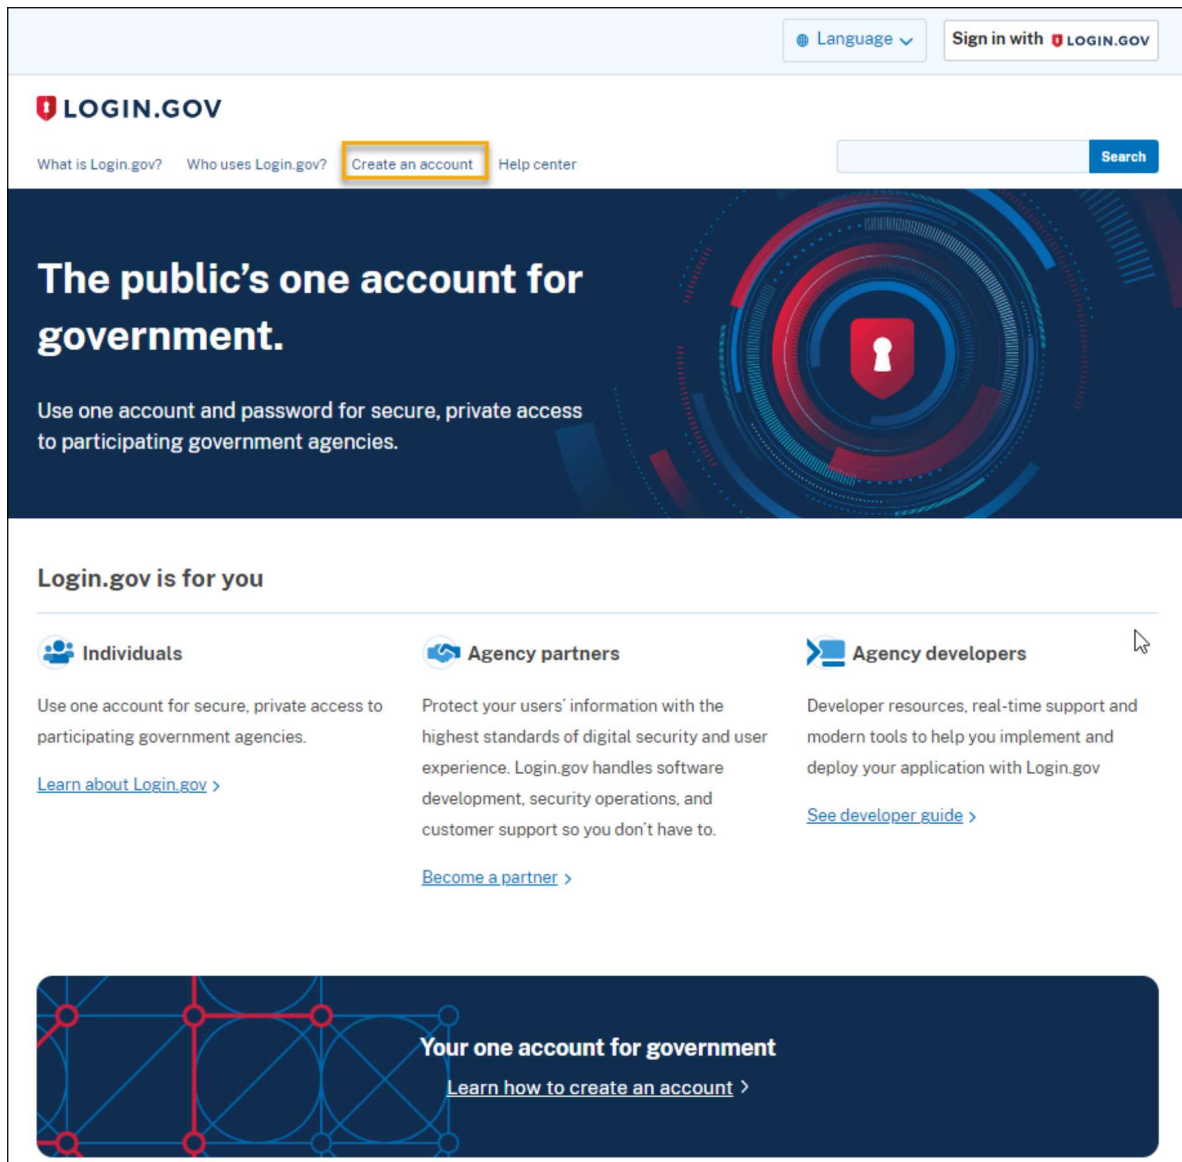 Language
Sign in with LOGIN.GOV
LOGIN.GOV
What is Login.gov? Who uses Login.gov? Create an account Help center
Search
The public’s one account for
government.
Use one account and password for secure, private access
to participating government agencies.
Login.gov is for you
Individuals
Use one account for secure, private access to
participating government agencies.
Learn about Login.gov >
Agency partners
Protect your users’ information with the
highest standards of digital security and user
experience. Login.gov handles software
development, security operations, and
customer support so you don’t have to.
Become a partner >
Agency developers
Developer resources, real-time support and
modern tools to help you implement and
deploy your application with Login.gov
See developer guide >
Your one account for government
Learn how to create an account >